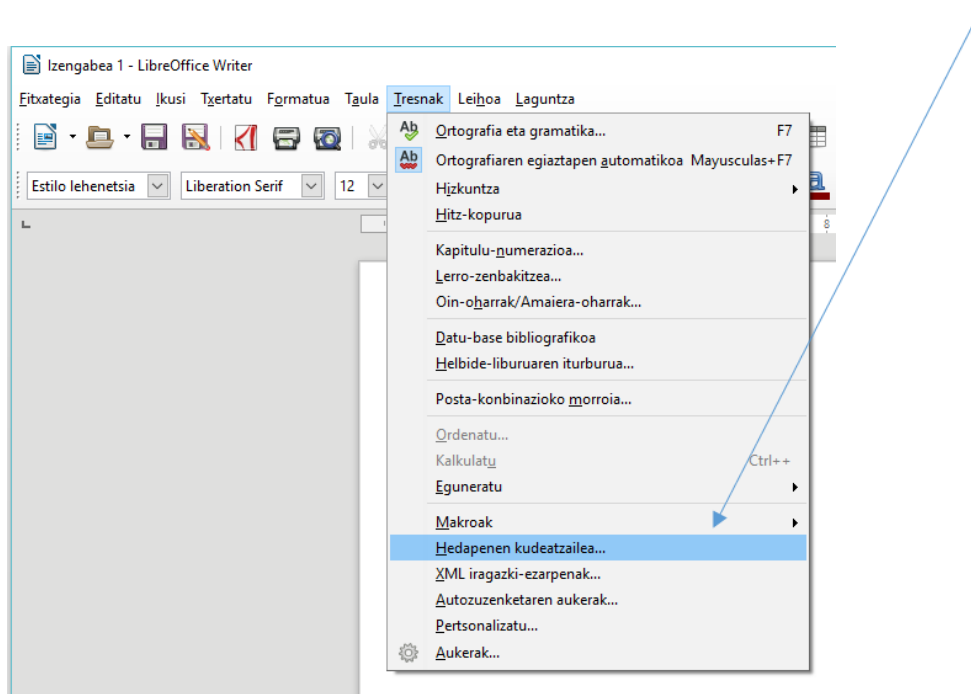 Izengabea 1 - LibreOffice Writer
Fitxategia Editatu Ikusi Txertatu Formatua Taula Tresnak Leihoa Laguntza
Estilo lehenetsia Liberation Serif 12
Ortografia eta gramatika... F7
Ortografiaren egiaztapen automatikoa Mayusculas+F7
Hizkuntza
Hitz-kopurua
8
Kapitulu-numerazioa...
Lerro-zenbakitzea...
Oin-oharrak/Amaiera-oharrak...
Datu-base bibliografikoa
Helbide-liburuaren iturburua...
Posta-konbinazioko morroia...
Ordenatu...
Kalkulatu Ctrl++
Eguneratu
Makroak
Hedapenen kudeatzailea...
XML iragazki-ezarpenak...
Autozuzenketaren aukerak...
Pertsonalizatu...
Aukerak...